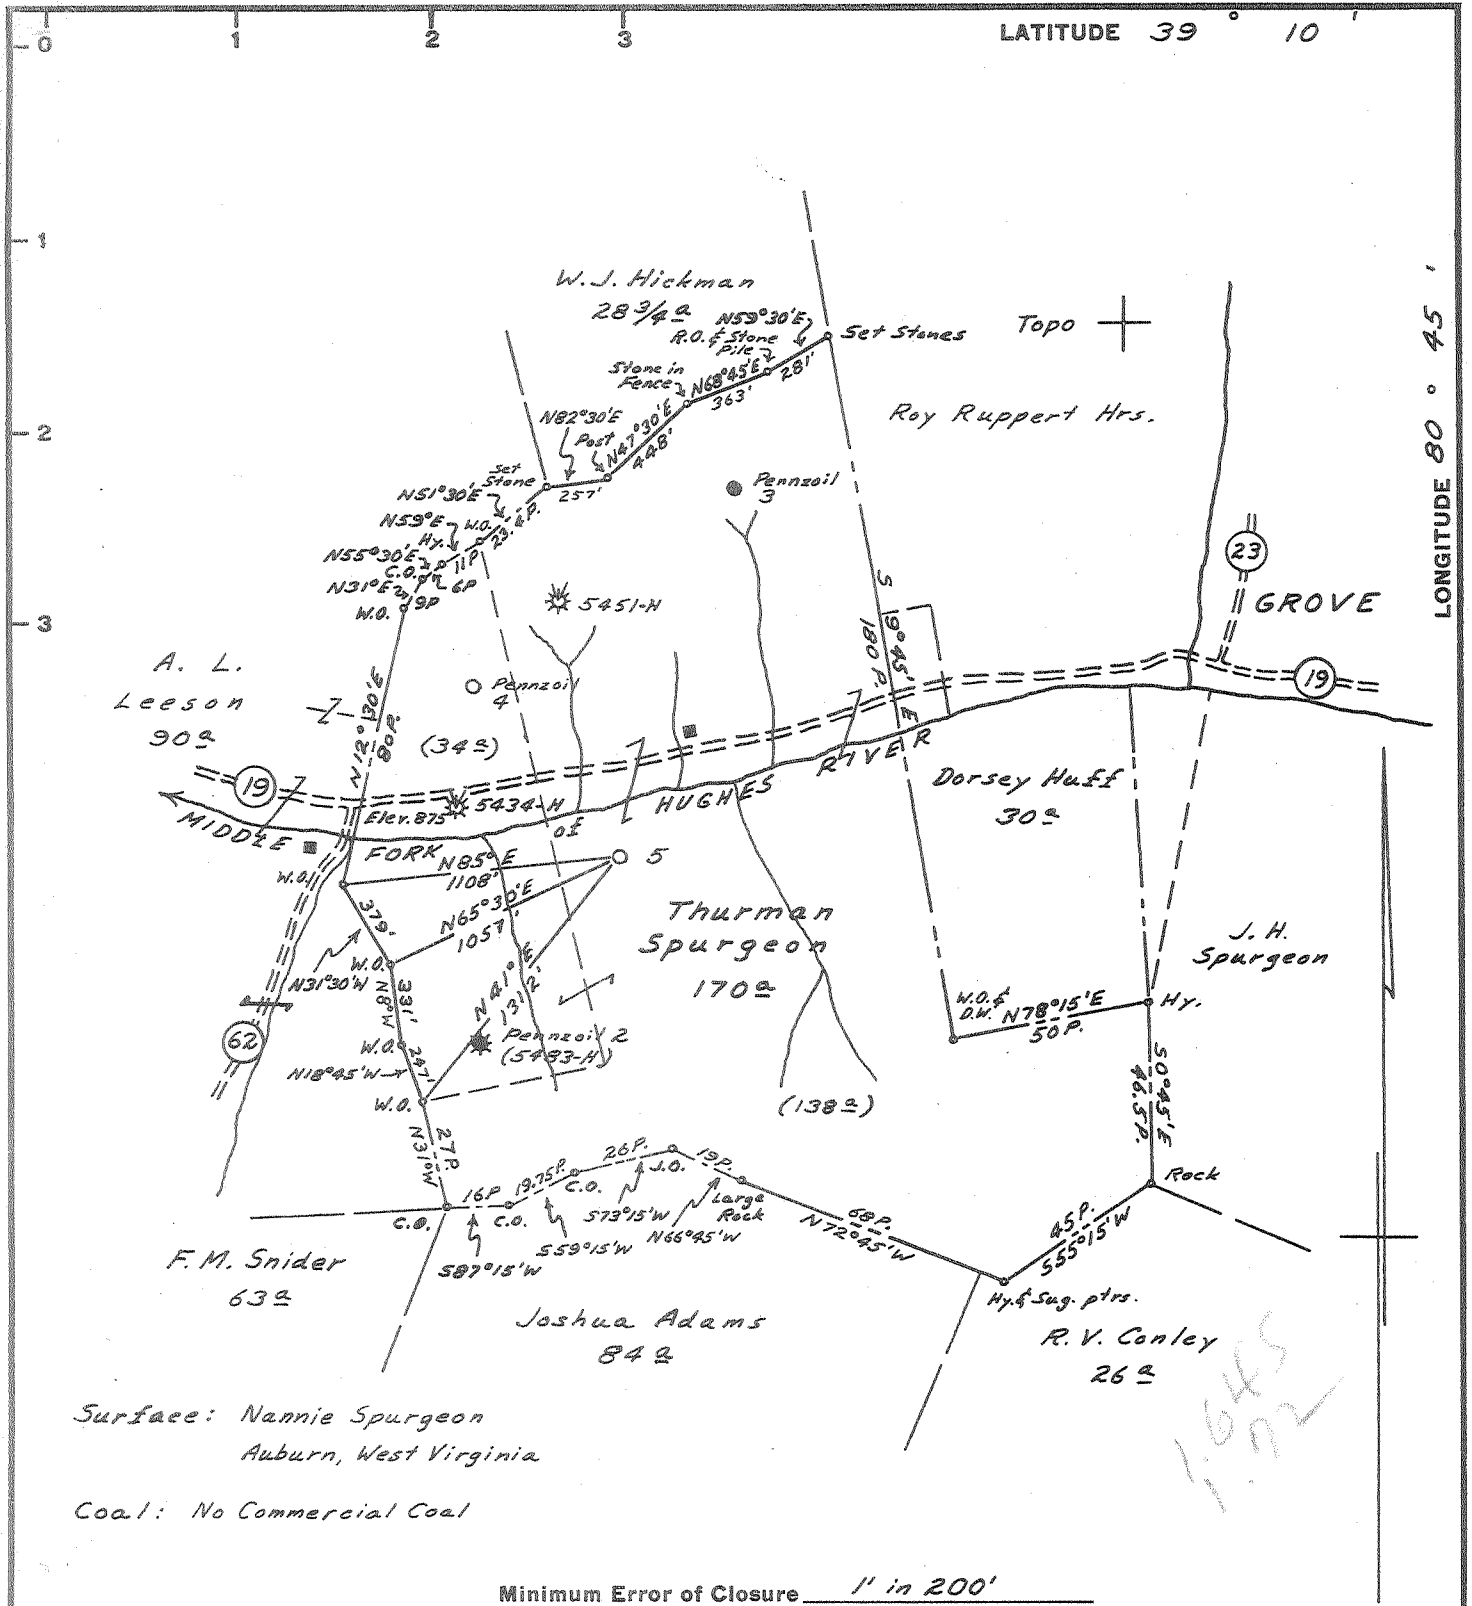 0 1 2 3 LATITUDE 39 ° 10 '
1
2
3
LONGITUDE 80 ° 45 '
W.J. Hickman
28 3/4 a
N59°30'E
R.O. & Stone
Pile
Set Stones
Topo
Stone in
Fence
N68°45'E
363'
281'
Roy Ruppert Hrs.
N82°30'E
Post
N47°30'E
448'
Set
Stone
257'
Pennzoil
3
N51°30'E
W.O.
23.4P.
N59°E
Hy.
11P
N55°30'E
C.O.
6P
N31°E
9P
W.O.
5451-H
S 19°45' E
180 P.
23
GROVE
19
A. L.
Leeson
90 a
N12°30'E
80P.
Pennzoil
4
(34 a)
19
5434-H
Elev. 875
MIDDLE FORK of HUGHES RIVER
Dorsey Huff
30 a
W.O.
N85°E
1108'
5
379'
N31°30'W
N65°30'E
1057'
W.O.
Thurman
Spurgeon
170 a
J. H.
Spurgeon
331'
N8°W
N41°E
1312'
W.O.
Pennzoil 2
(5483-H)
62
247'
N18°45'W
W.O.
W.O. &
D.W.
N78°15'E
50P.
Hy.
S0°45'E
46.5P.
(138 a)
27P.
N31°W
C.O.
16P
S87°15'W
C.O.
19.75P.
S59°15'W
C.O.
26P.
S73°15'W
J.O.
19P.
N66°45'W
Large
Rock
68P.
N72°45'W
45P.
S55°15'W
Rock
Hy. & Sug. ptrs.
F. M. Snider
63 a
Joshua Adams
84 a
R. V. Conley
26 a
Surface: Nannie Spurgeon
Auburn, West Virginia
Coal: No Commercial Coal
Minimum Error of Closure 1' in 200'